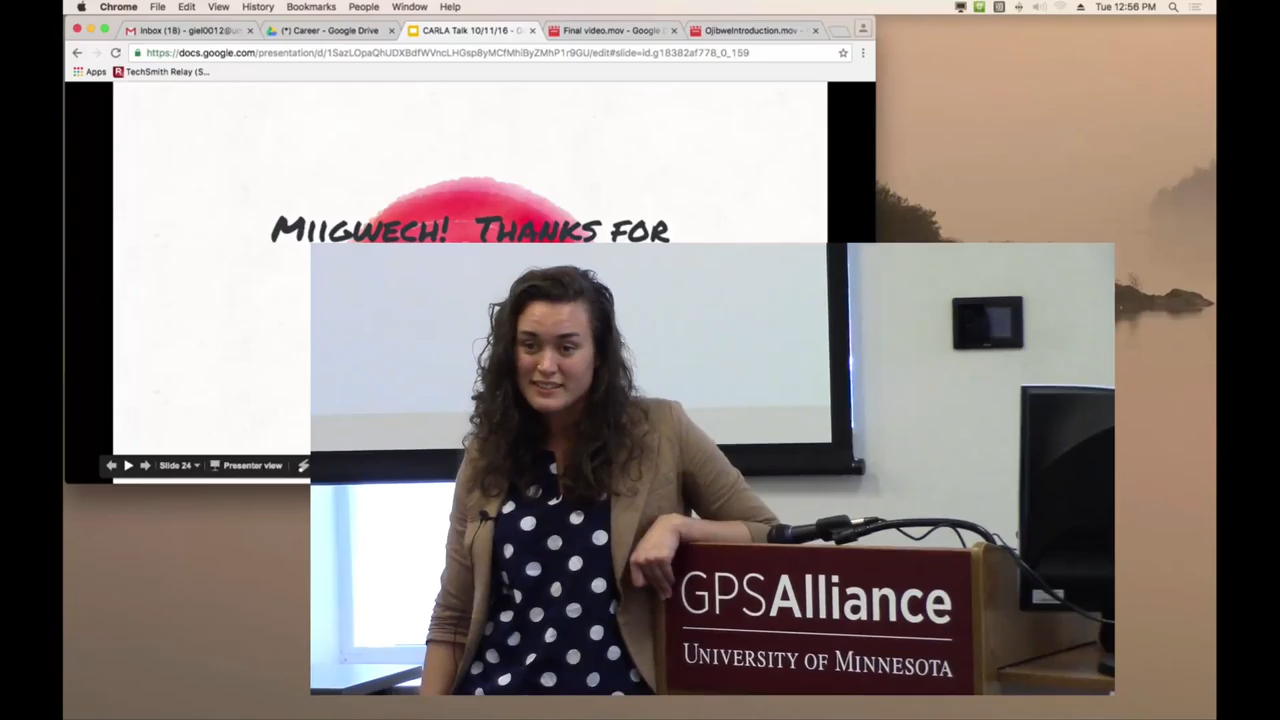 Chrome File Edit View History Bookmarks People Window Help
Tue 12:56 PM
Inbox (18) - giel0012@u
(*) Career - Google Drive
CARLA Talk 10/11/16 -
Final video.mov - Google
OjibweIntroduction.mov -
https://docs.google.com/presentation/d/1SazLOpaQhUDXBdfWVncLHGsp8yMCfMhiByZMhP1r9GU/edit#slide=id.g18382af778_0_159
Apps TechSmith Relay (S...
Miigwech! Thanks for
Slide 24 Presenter view
GPSAlliance
UNIVERSITY OF MINNESOTA